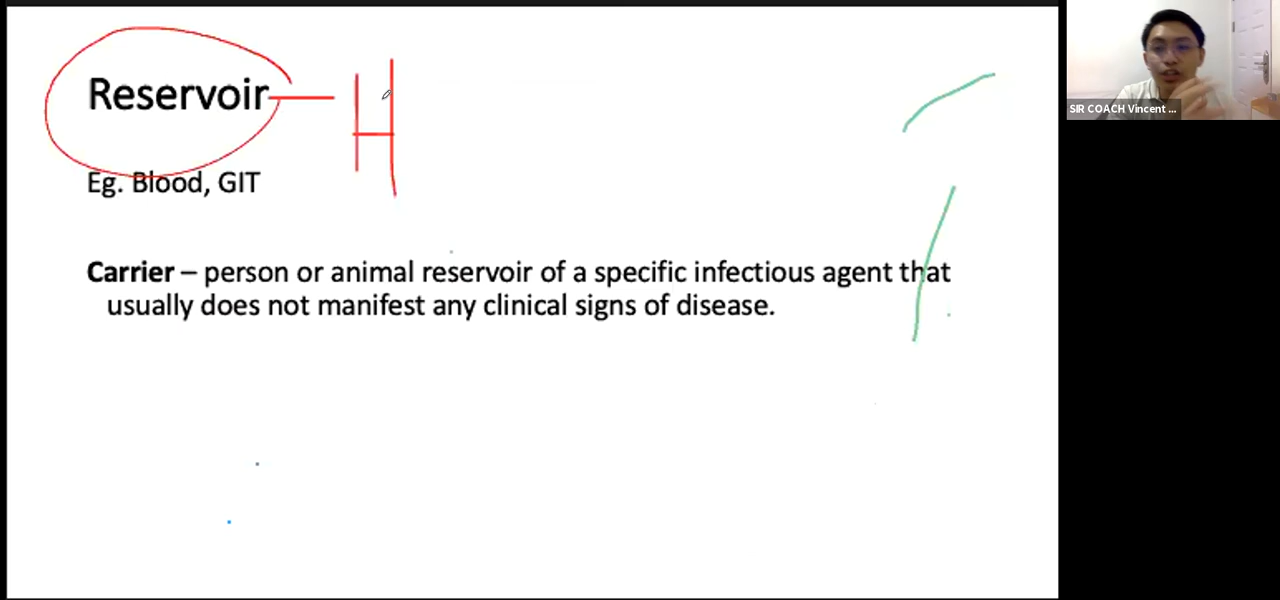 Reservoir H
Eg. Blood, GIT
Carrier – person or animal reservoir of a specific infectious agent that
usually does not manifest any clinical signs of disease.
SIR COACH Vincent ...